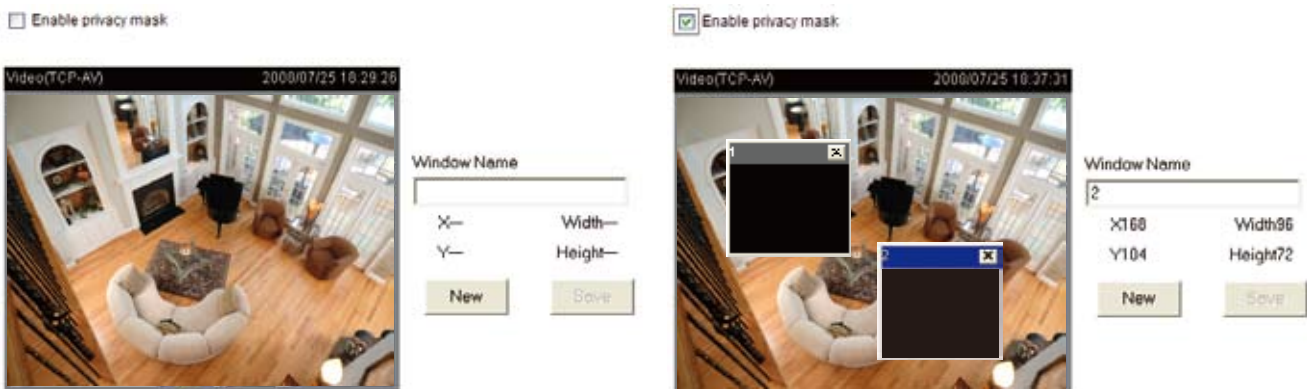 Enable privacy mask
Video(TCP-AV) 2008/07/25 18:29:26
Window Name
X— Width—
Y— Height—
New Save
Enable privacy mask
Video(TCP-AV) 2008/07/25 18:37:31
1
2
Window Name
2
X168 Width96
Y104 Height72
New Save